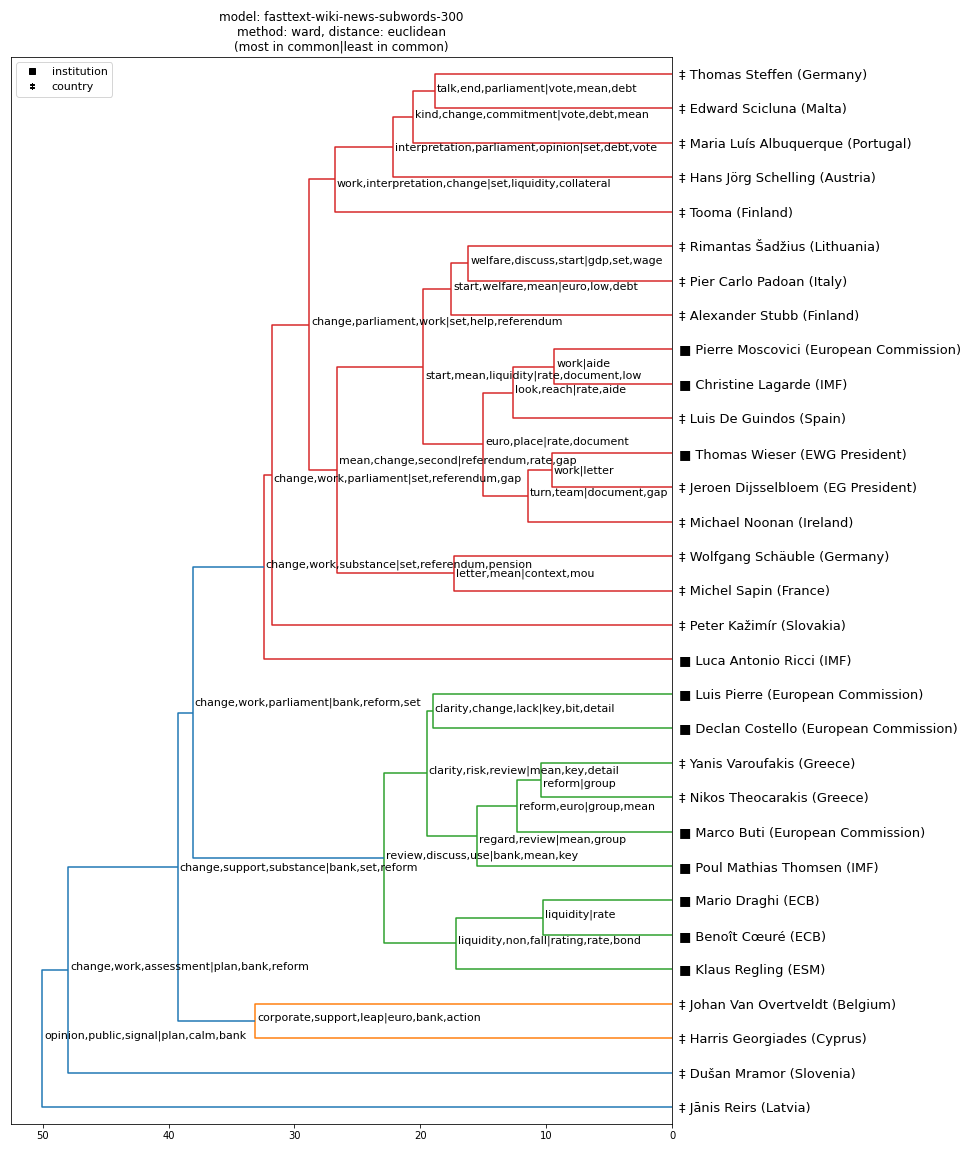 model: fasttext-wiki-news-subwords-300
method: ward, distance: euclidean
(most in common|least in common)
■ institution
‡ country
‡ Thomas Steffen (Germany)
talk,end,parliament|vote,mean,debt
‡ Edward Scicluna (Malta)
kind,change,commitment|vote,debt,mean
‡ Maria Luís Albuquerque (Portugal)
interpretation,parliament,opinion|set,debt,vote
‡ Hans Jörg Schelling (Austria)
work,interpretation,change|set,liquidity,collateral
‡ Tooma (Finland)
‡ Rimantas Šadžius (Lithuania)
welfare,discuss,start|gdp,set,wage
‡ Pier Carlo Padoan (Italy)
start,welfare,mean|euro,low,debt
‡ Alexander Stubb (Finland)
change,parliament,work|set,help,referendum
■ Pierre Moscovici (European Commission)
work|aide
start,mean,liquidity|rate,document,low
■ Christine Lagarde (IMF)
look,reach|rate,aide
‡ Luis De Guindos (Spain)
euro,place|rate,document
■ Thomas Wieser (EWG President)
mean,change,second|referendum,rate,gap
work|letter
change,work,parliament|set,referendum,gap
‡ Jeroen Dijsselbloem (EG President)
turn,team|document,gap
‡ Michael Noonan (Ireland)
‡ Wolfgang Schäuble (Germany)
change,work,substance|set,referendum,pension
letter,mean|context,mou
‡ Michel Sapin (France)
‡ Peter Kažimír (Slovakia)
■ Luca Antonio Ricci (IMF)
■ Luis Pierre (European Commission)
change,work,parliament|bank,reform,set
clarity,change,lack|key,bit,detail
■ Declan Costello (European Commission)
‡ Yanis Varoufakis (Greece)
clarity,risk,review|mean,key,detail
reform|group
‡ Nikos Theocarakis (Greece)
reform,euro|group,mean
■ Marco Buti (European Commission)
regard,review|mean,group
review,discuss,use|bank,mean,key
■ Poul Mathias Thomsen (IMF)
change,support,substance|bank,set,reform
■ Mario Draghi (ECB)
liquidity|rate
■ Benoît Cœuré (ECB)
liquidity,non,fall|rating,rate,bond
■ Klaus Regling (ESM)
change,work,assessment|plan,bank,reform
‡ Johan Van Overtveldt (Belgium)
corporate,support,leap|euro,bank,action
opinion,public,signal|plan,calm,bank
‡ Harris Georgiades (Cyprus)
‡ Dušan Mramor (Slovenia)
‡ Jānis Reirs (Latvia)
50 40 30 20 10 0